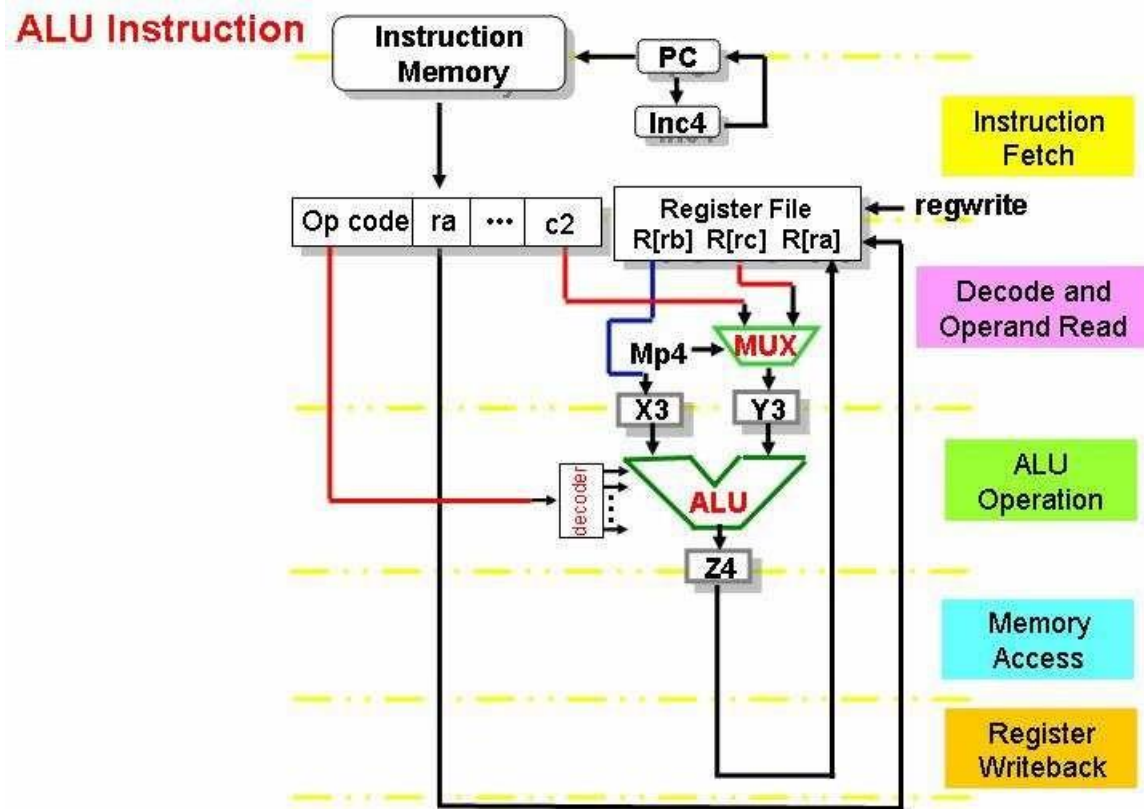 ALU Instruction
Instruction
Memory
PC
Inc4
Instruction
Fetch
Op code ra ... c2
Register File
R[rb] R[rc] R[ra]
regwrite
Decode and
Operand Read
Mp4
MUX
X3
Y3
decoder
ALU
ALU
Operation
Z4
Memory
Access
Register
Writeback